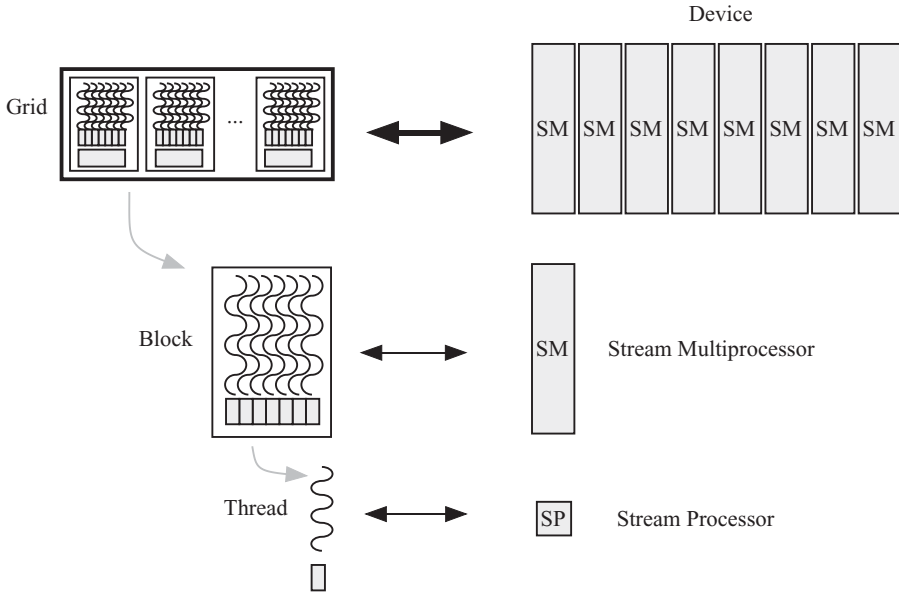 Device
Grid
...
SM SM SM SM SM SM SM SM
Block
SM
Stream Multiprocessor
Thread
SP
Stream Processor